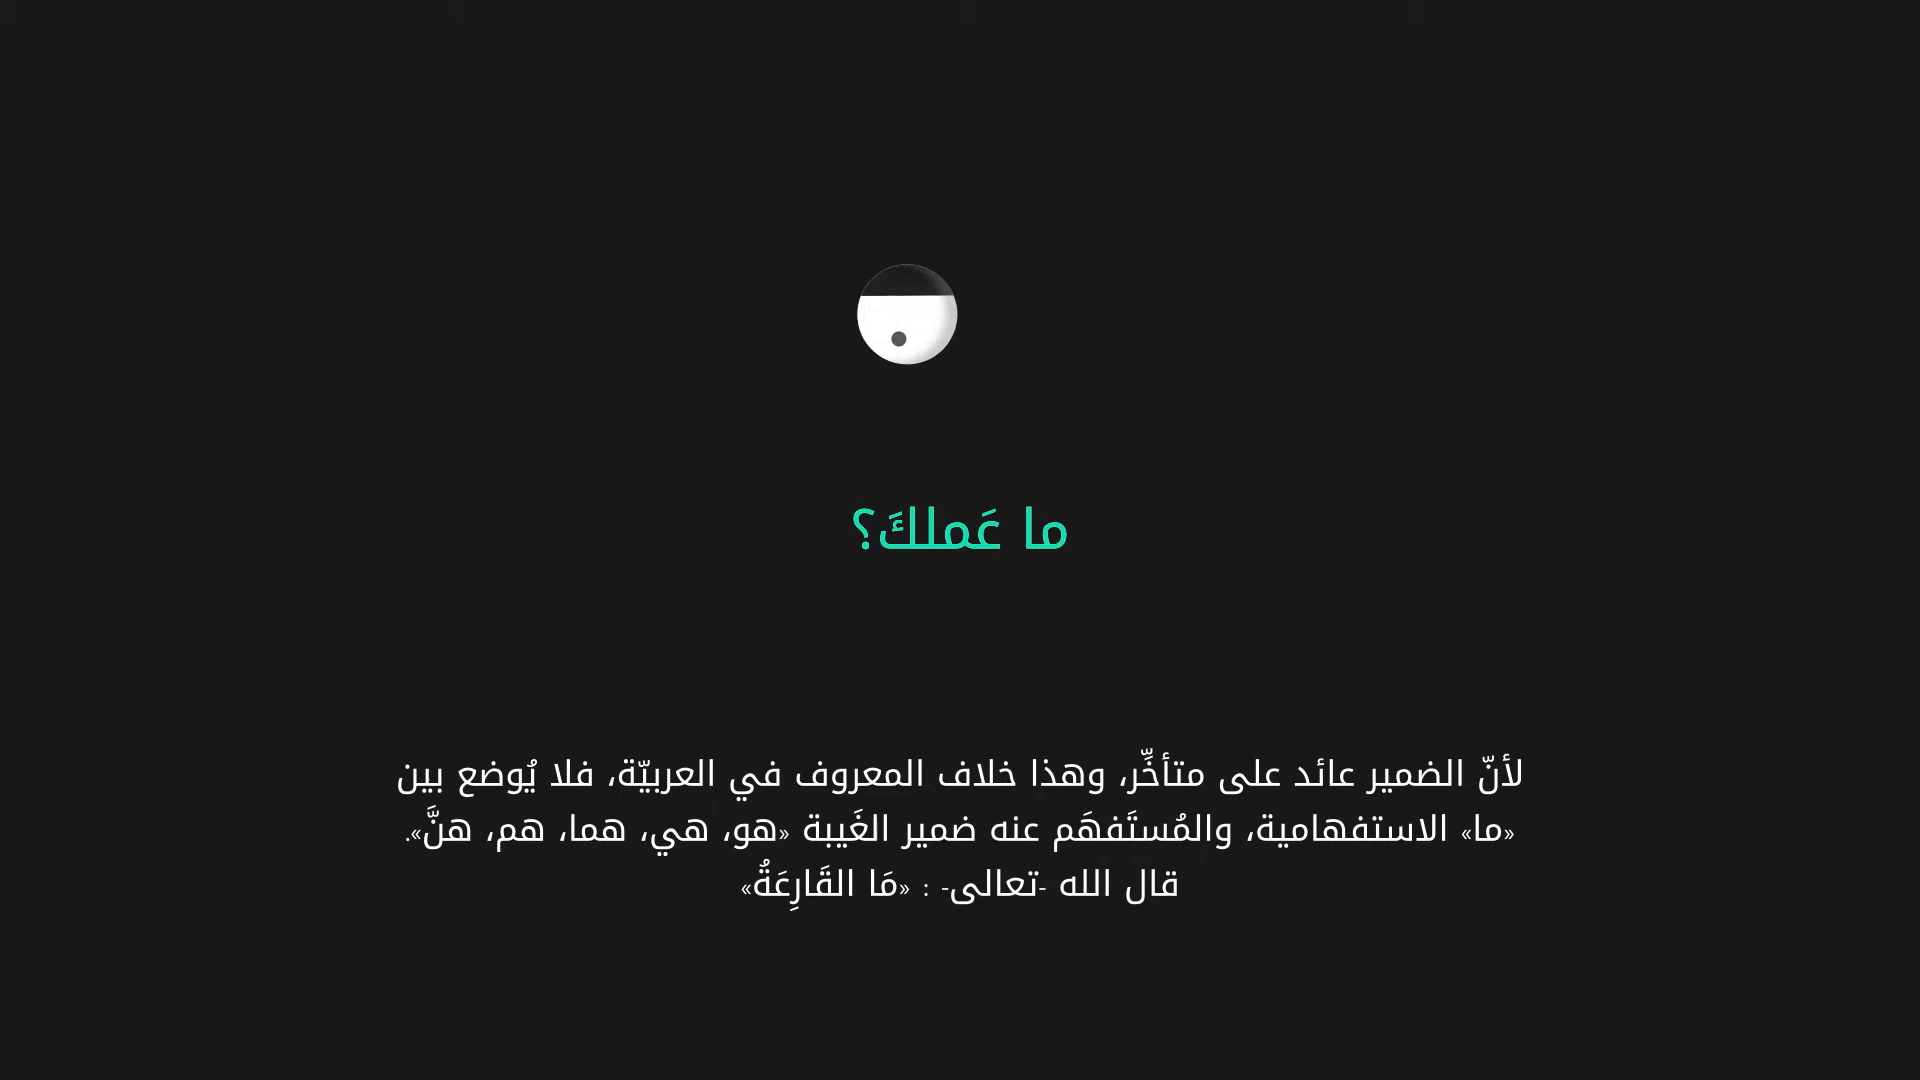 ما عَملكَ؟
لأنّ الضمير عائد على متأخِّر، وهذا خلاف المعروف في العربيّة، فلا يُوضع بين
«ما» الاستفهامية، والمُستَفهَم عنه ضمير الغَيبة «هو، هي، هما، هم، هنَّ».
قال الله -تعالى- : «مَا القَارِعَةُ»